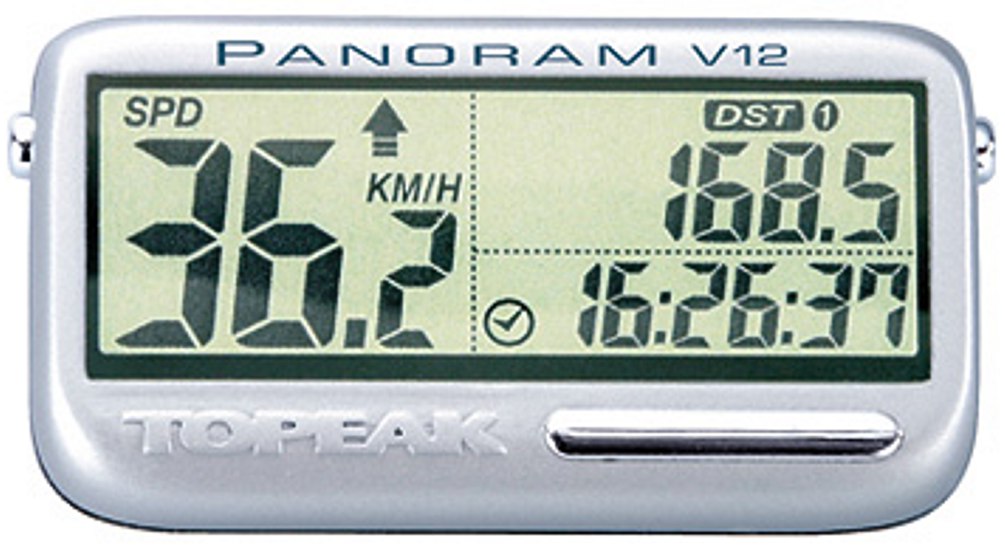 PANORAM V12
SPD
36.2 KM/H
DST 1
168.5
16:26:37
TOPEAK